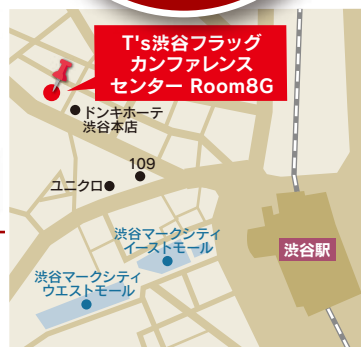 T's渋谷フラッグ
カンファレンス
センター Room8G
ドンキホーテ
渋谷本店
109
ユニクロ
渋谷マークシティ
イーストモール
渋谷駅
渋谷マークシティ
ウエストモール